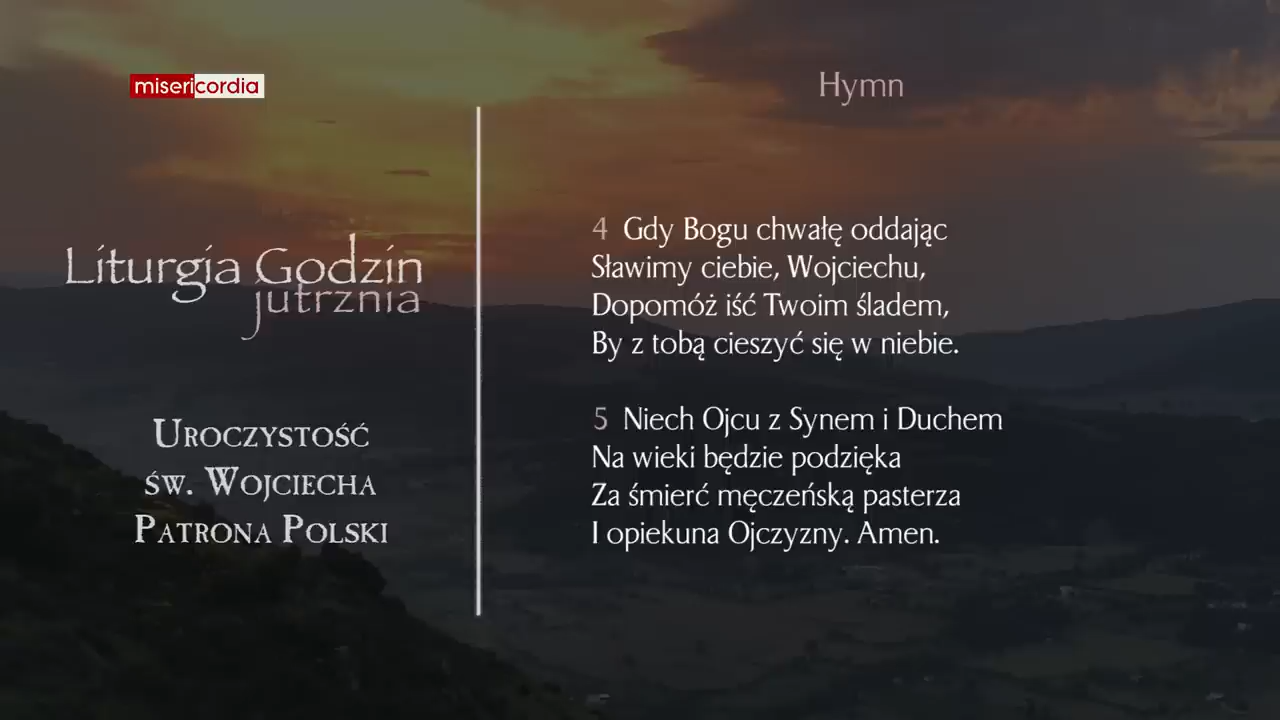 misericordia
Liturgia Godzin
jutrznia
Uroczystość
św. Wojciecha
Patrona Polski
Hymn
4 Gdy Bogu chwałę oddając
Sławimy ciebie, Wojciechu,
Dopomóż iść Twoim śladem,
By z tobą cieszyć się w niebie.
5 Niech Ojcu z Synem i Duchem
Na wieki będzie podzięka
Za śmierć męczeńską pasterza
I opiekuna Ojczyzny. Amen.